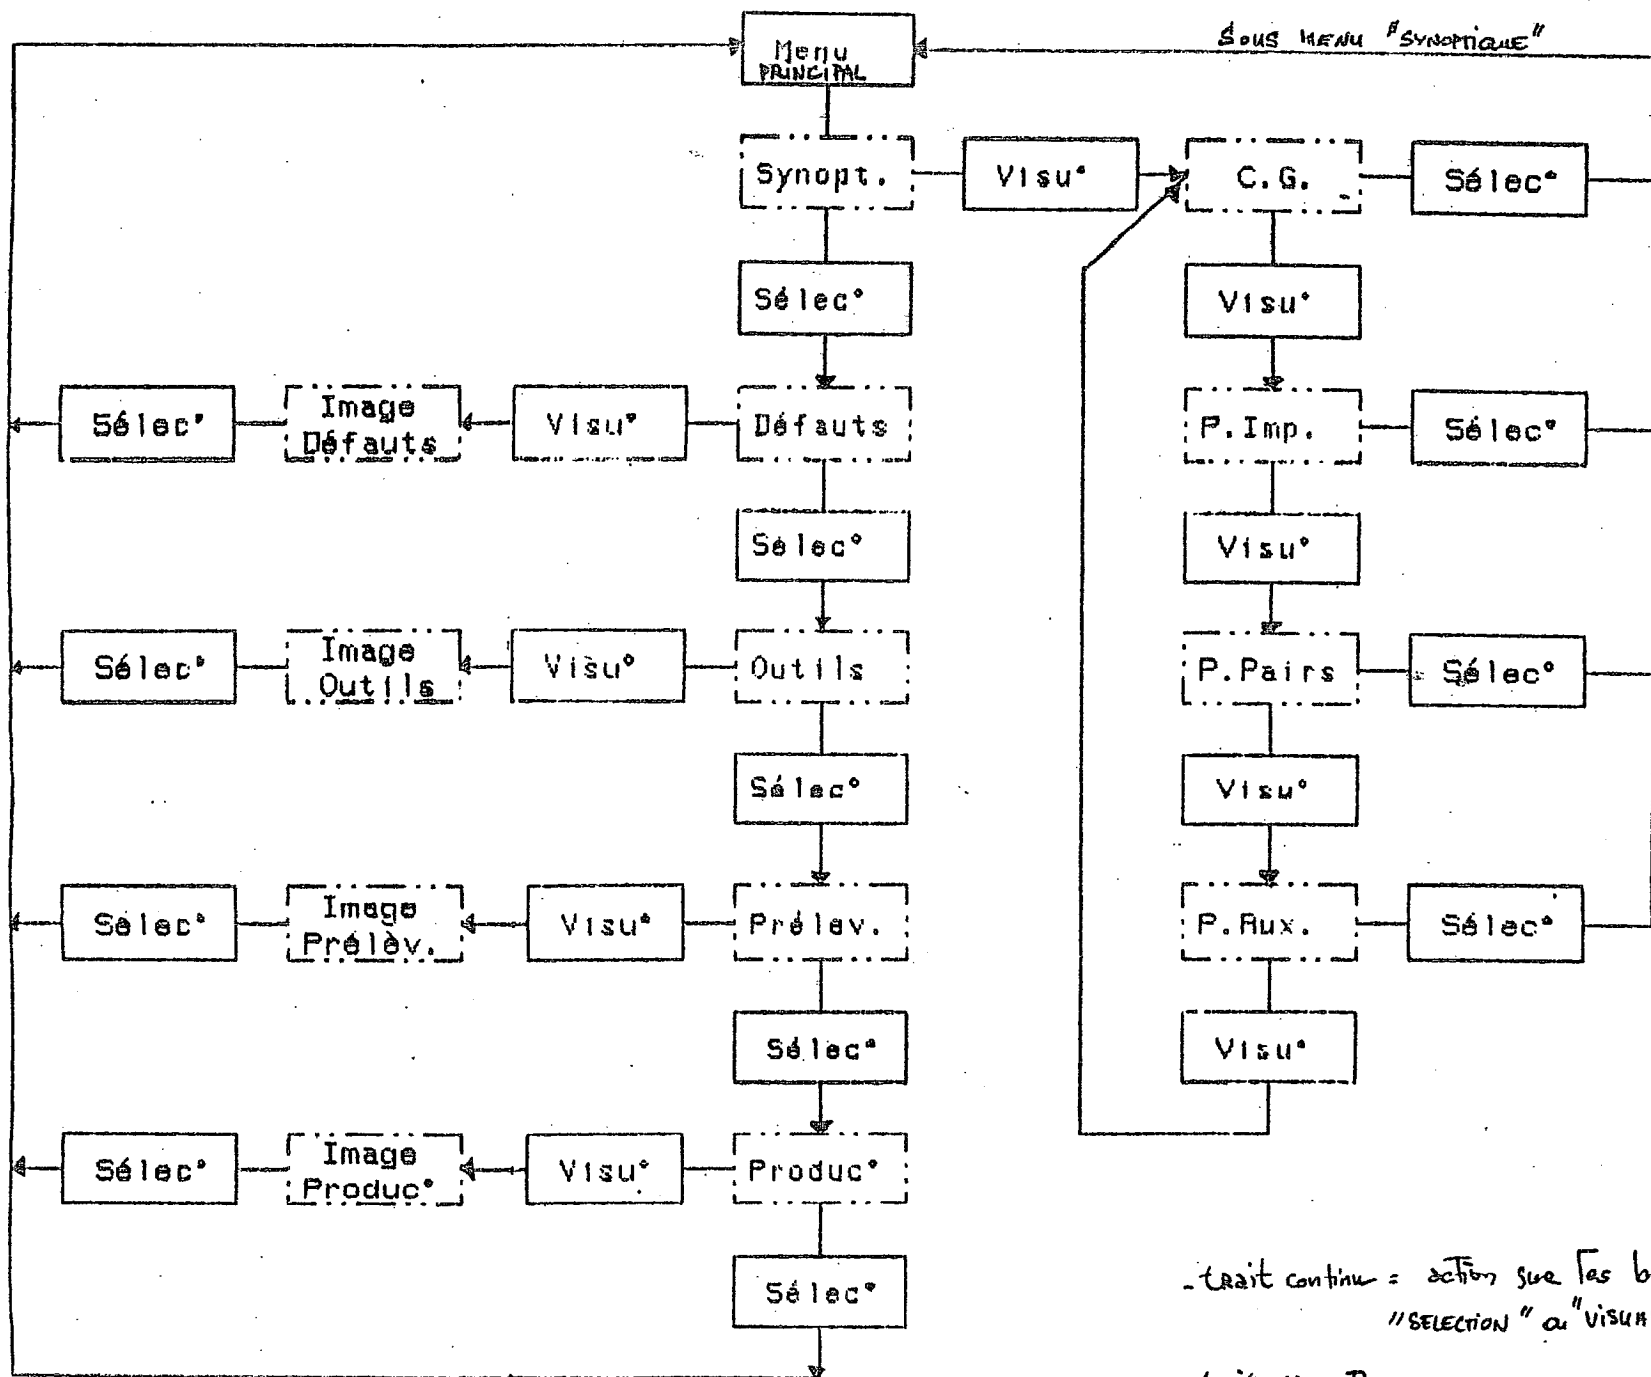 SOUS MENU "SYNOPTIQUE"
Menu
PRINCIPAL
Synopt.
Visu°
C.G.
Sélec°
Sélec°
Visu°
Sélec°
Image
Défauts
Visu°
Défauts
P.Imp.
Sélec°
Sélec°
Visu°
Sélec°
Image
Outils
Visu°
Outils
P.Pairs
Sélec°
Sélec°
Visu°
Sélec°
Image
Prélèv.
Visu°
Prélev.
P.Aux.
Sélec°
Sélec°
Visu°
Sélec°
Image
Produc°
Visu°
Produc°
Sélec°
- trait continu = action sur les b
"SELECTION" ou "VISUA